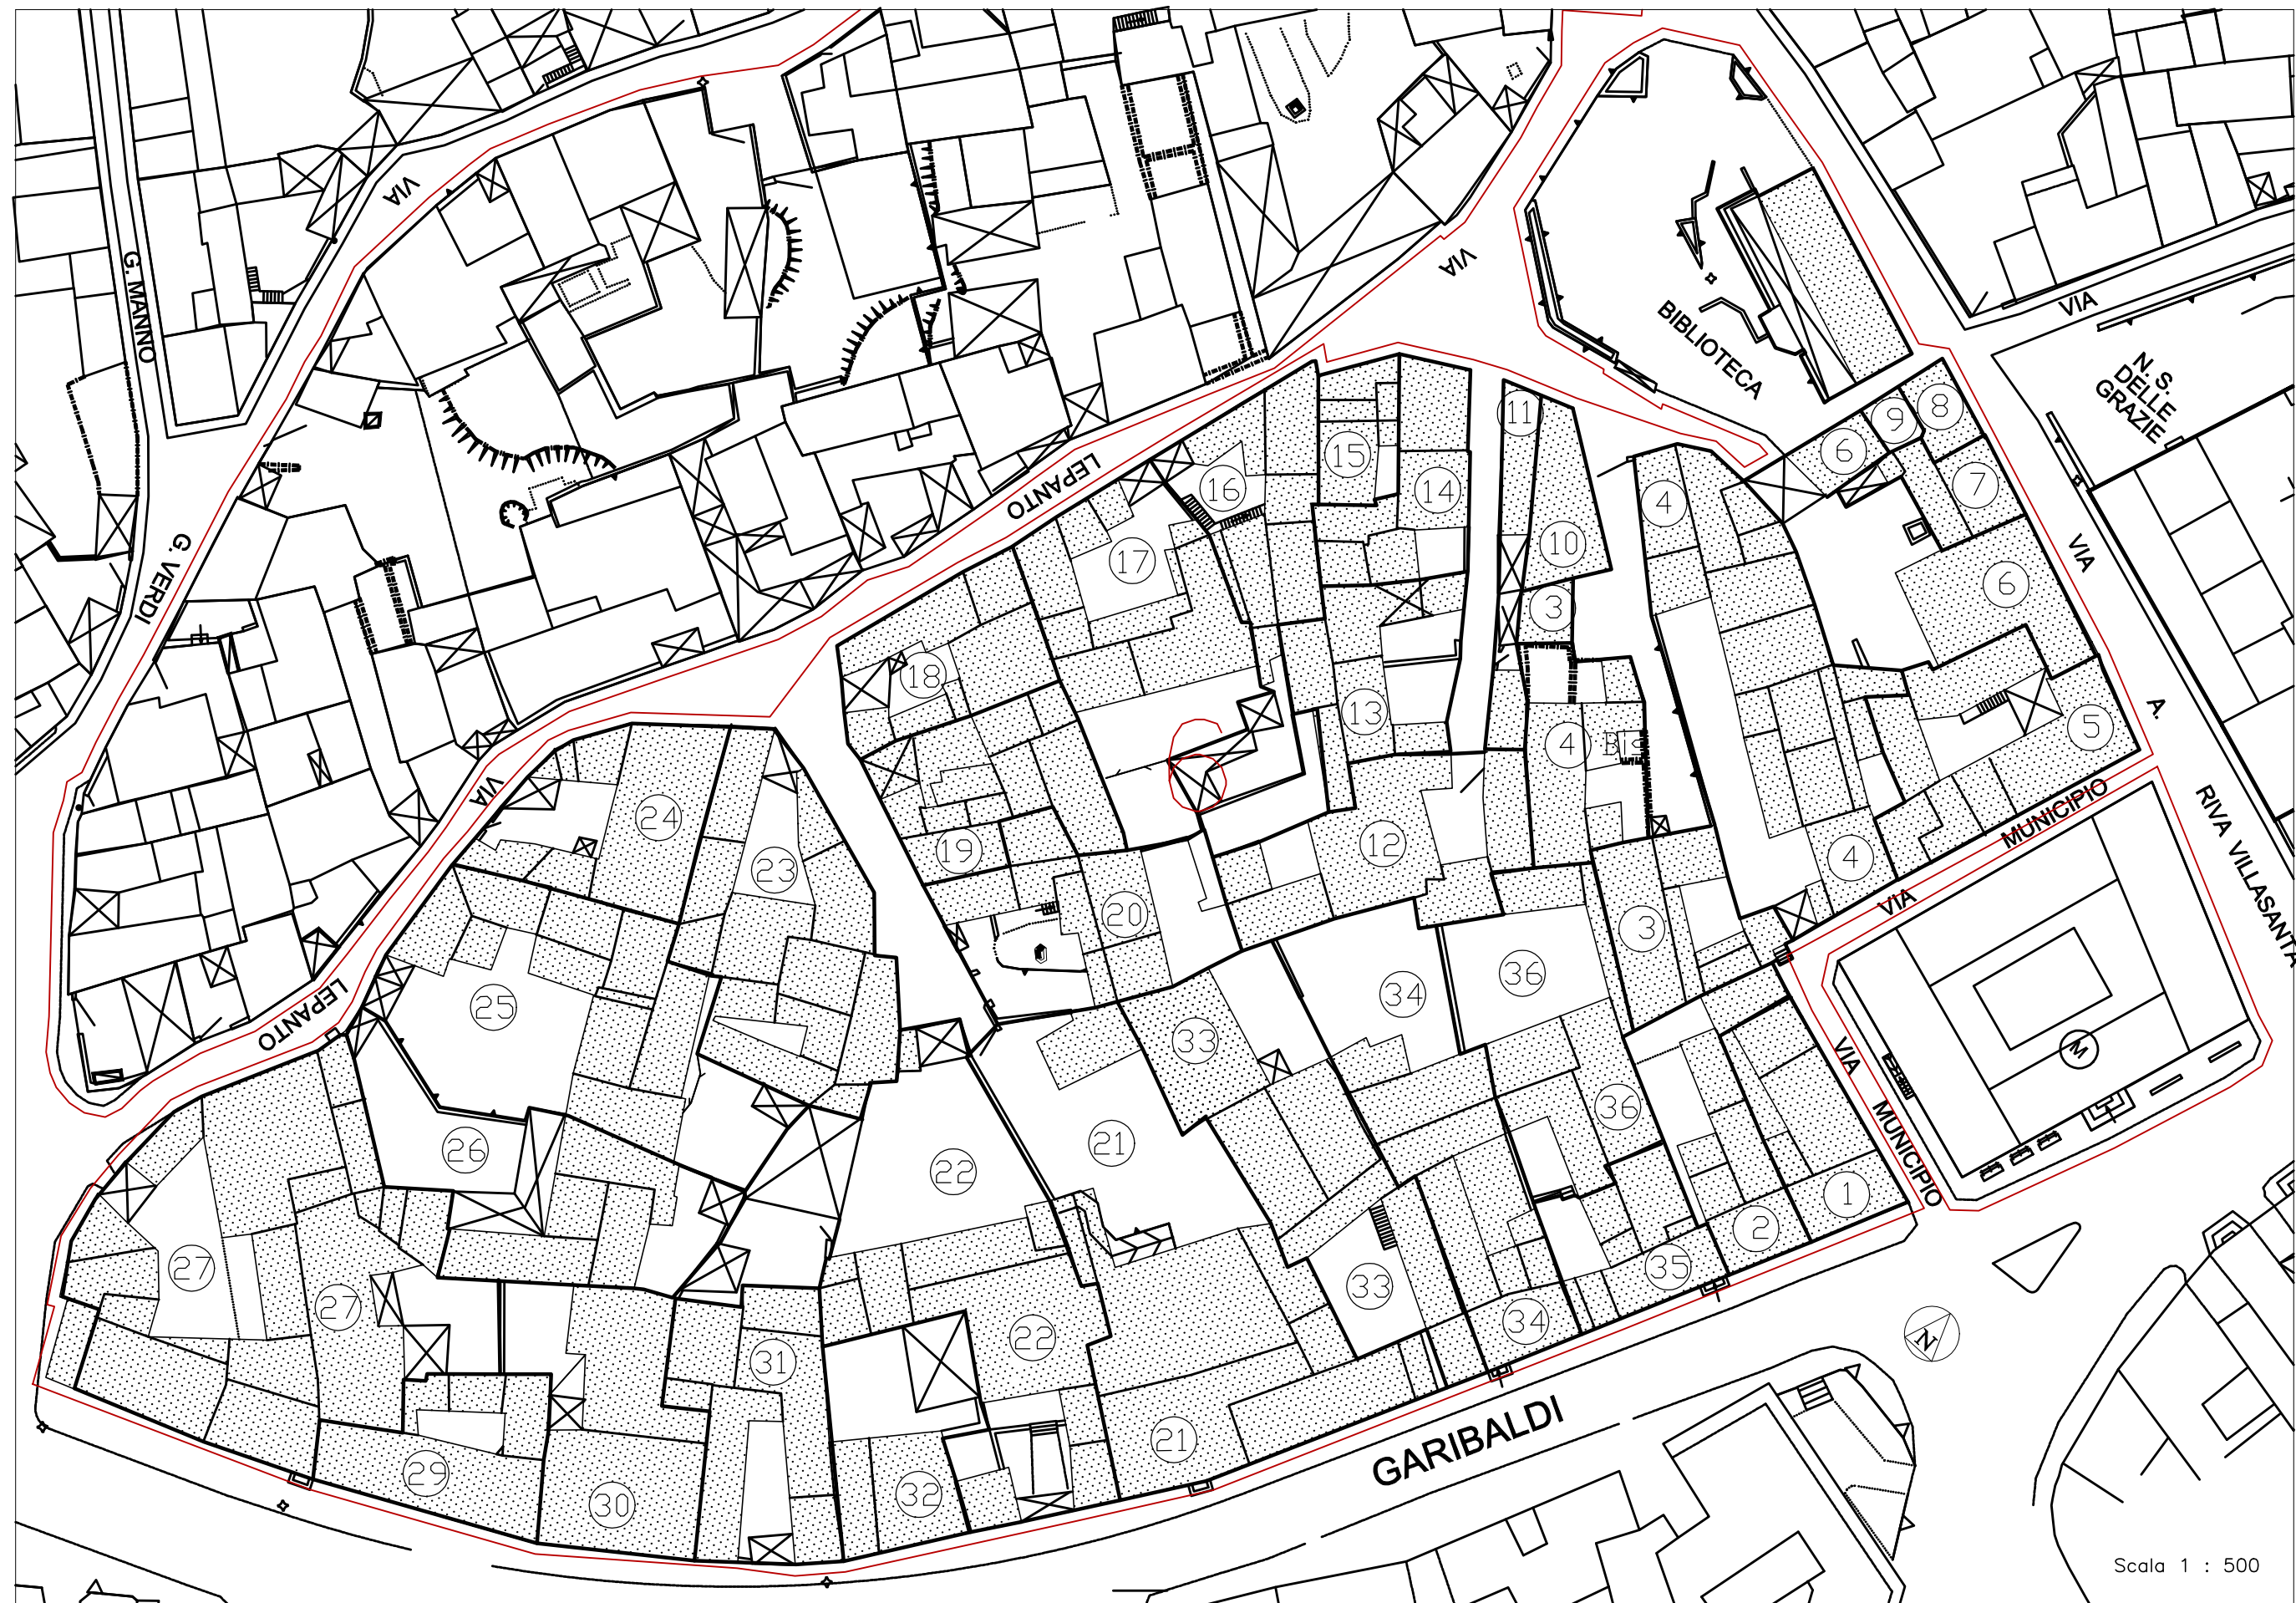 VIA
G. MANNO
G. VERDI
VIA
LEPANTO
VIA
LEPANTO
VIA
BIBLIOTECA
VIA
N. S.
DELLE
GRAZIE
VIA
A.
RIVA VILLASANTA
VIA
MUNICIPIO
VIA
MUNICIPIO
M
N
GARIBALDI
11
15
14
16
17
10
3
4
6
9
8
7
6
18
13
4 Bis
5
24
23
19
12
4
20
3
25
33
34
36
26
22
21
36
1
2
27
27
33
35
34
31
22
29
30
32
21
Scala 1 : 500